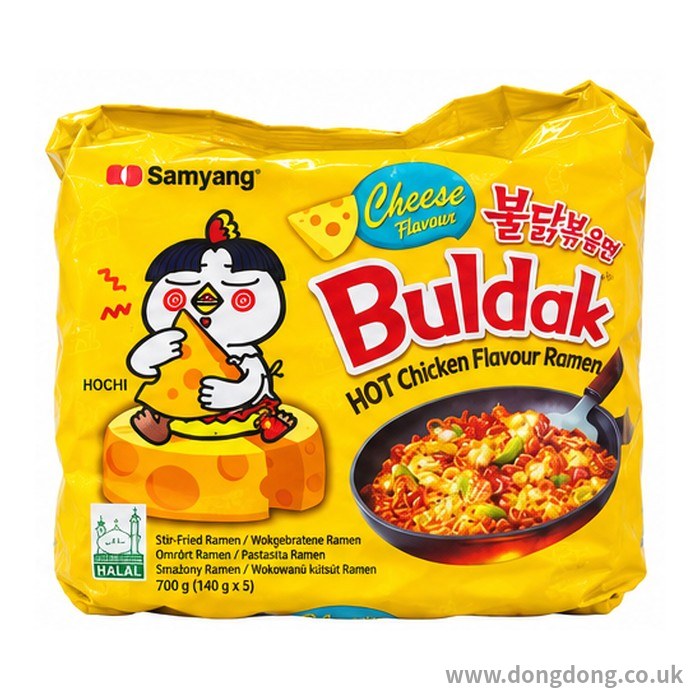 Samyang®
Cheese
Flavour
불닭볶음면
Buldak
HOT Chicken Flavour Ramen
HOCHI
HALAL
Stir-Fried Ramen / Wokgebratene Ramen
Omrört Ramen / Pastasıta Ramen
Smażony Ramen / Wokowanü kütsüt Ramen
700 g (140 g x 5)
www.dongdong.co.uk